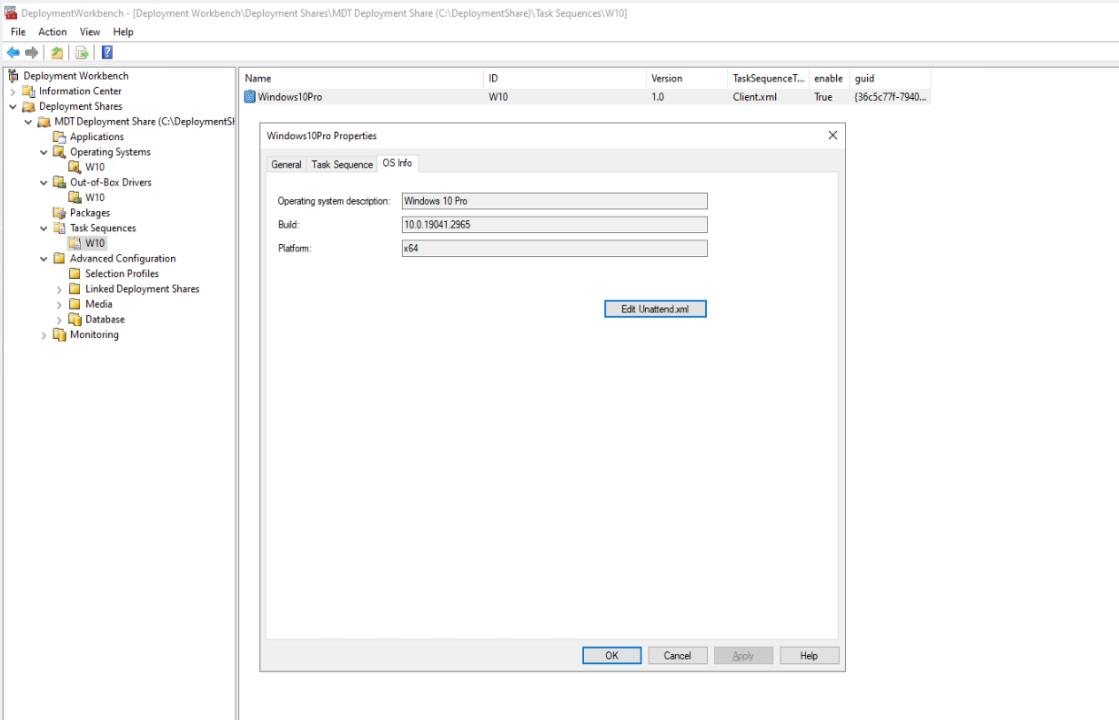 DeploymentWorkbench - [Deployment Workbench\Deployment Shares\MDT Deployment Share (C:\DeploymentShare)\Task Sequences\W10]
File Action View Help
Deployment Workbench
Information Center
Deployment Shares
MDT Deployment Share (C:\DeploymentSh
Applications
Operating Systems
W10
Out-of-Box Drivers
W10
Packages
Task Sequences
W10
Advanced Configuration
Selection Profiles
Linked Deployment Shares
Media
Database
Monitoring
Name ID Version TaskSequenceT... enable guid
Windows10Pro W10 1.0 Client.xml True {36c5c77f-7940...
Windows10Pro Properties
General Task Sequence OS Info
Operating system description: Windows 10 Pro
Build: 10.0.19041.2965
Platform: x64
Edit Unattend.xml
OK Cancel Apply Help